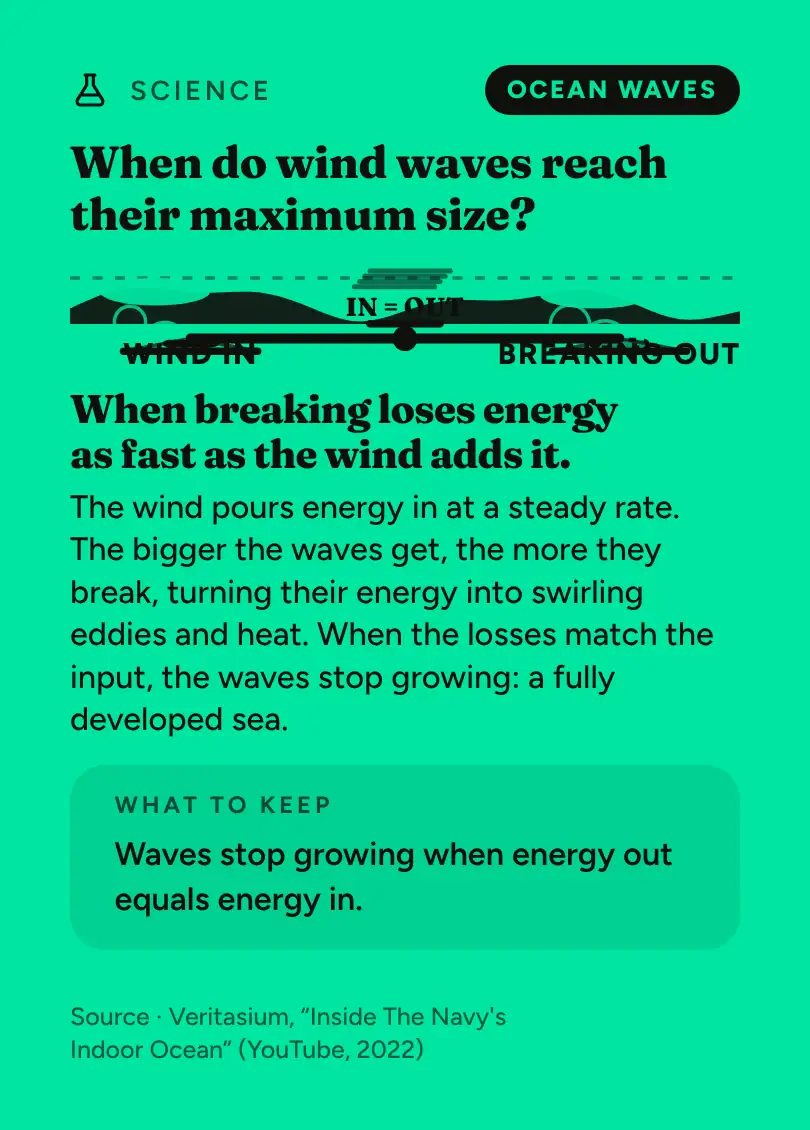 SCIENCE
OCEAN WAVES
When do wind waves reach
their maximum size?
IN = OUT
WIND IN
BREAKING OUT
When breaking loses energy
as fast as the wind adds it.
The wind pours energy in at a steady rate.
The bigger the waves get, the more they
break, turning their energy into swirling
eddies and heat. When the losses match the
input, the waves stop growing: a fully
developed sea.
WHAT TO KEEP
Waves stop growing when energy out
equals energy in.
Source · Veritasium, “Inside The Navy's
Indoor Ocean” (YouTube, 2022)